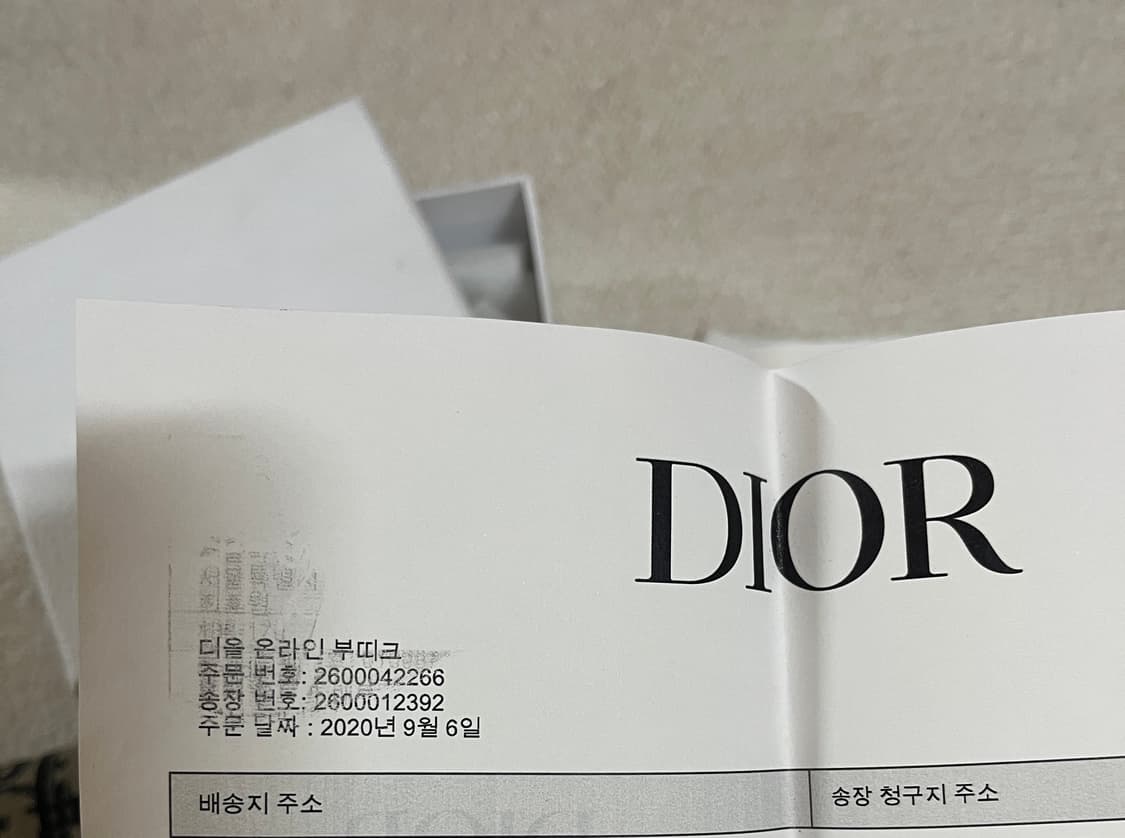 DIOR
디올 온라인 부띠크
주문 번호: 2600042266
송장 번호: 2600012392
주문 날짜 : 2020년 9월 6일
배송지 주소
송장 청구지 주소